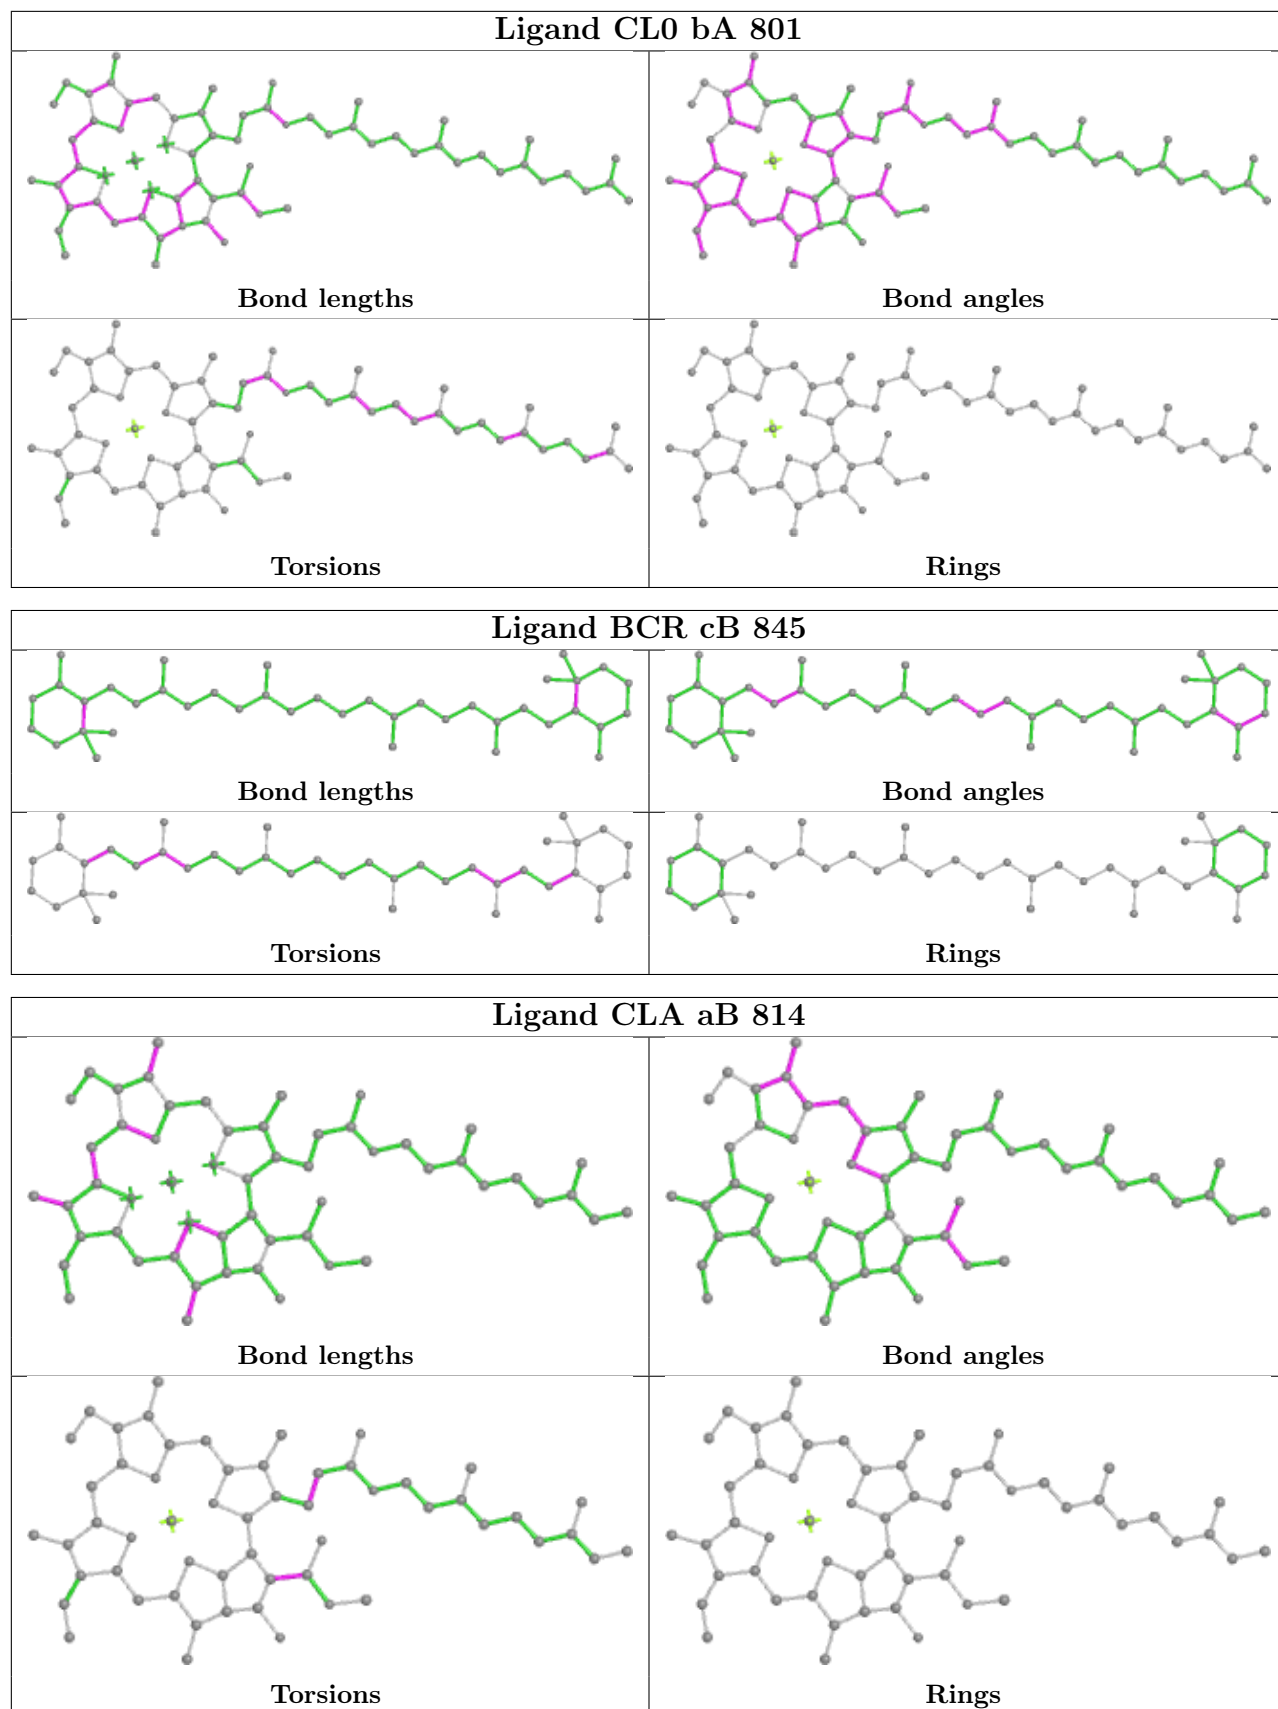 Ligand CL0 bA 801
Bond lengths
Bond angles
Torsions
Rings
Ligand BCR cB 845
Bond lengths
Bond angles
Torsions
Rings
Ligand CLA aB 814
Bond lengths
Bond angles
Torsions
Rings